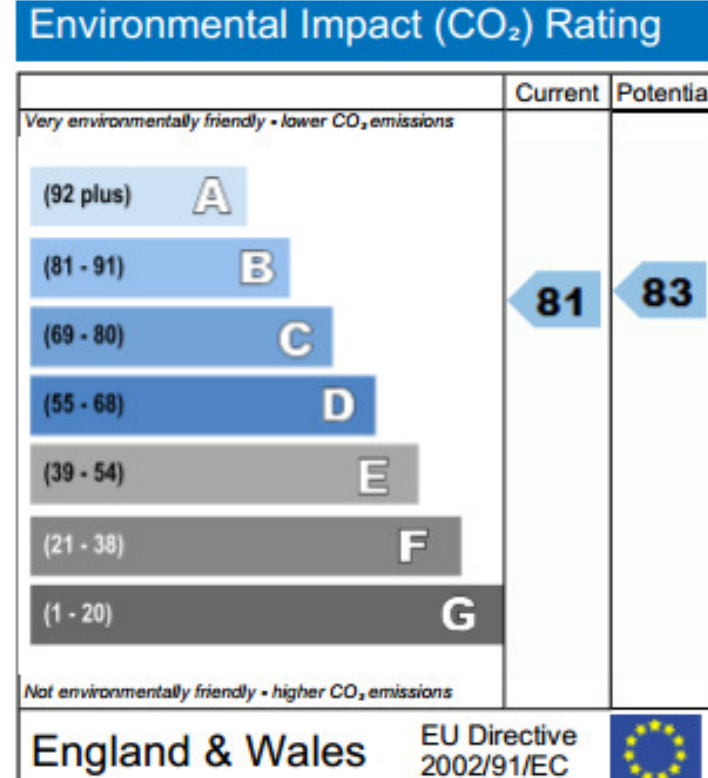 Environmental Impact (CO₂) Rating
Current Potentia
Very environmentally friendly - lower CO₂ emissions
(92 plus) A
(81 - 91) B
(69 - 80) C
(55 - 68) D
(39 - 54) E
(21 - 38) F
(1 - 20) G
81 83
Not environmentally friendly - higher CO₂ emissions
England & Wales
EU Directive
2002/91/EC